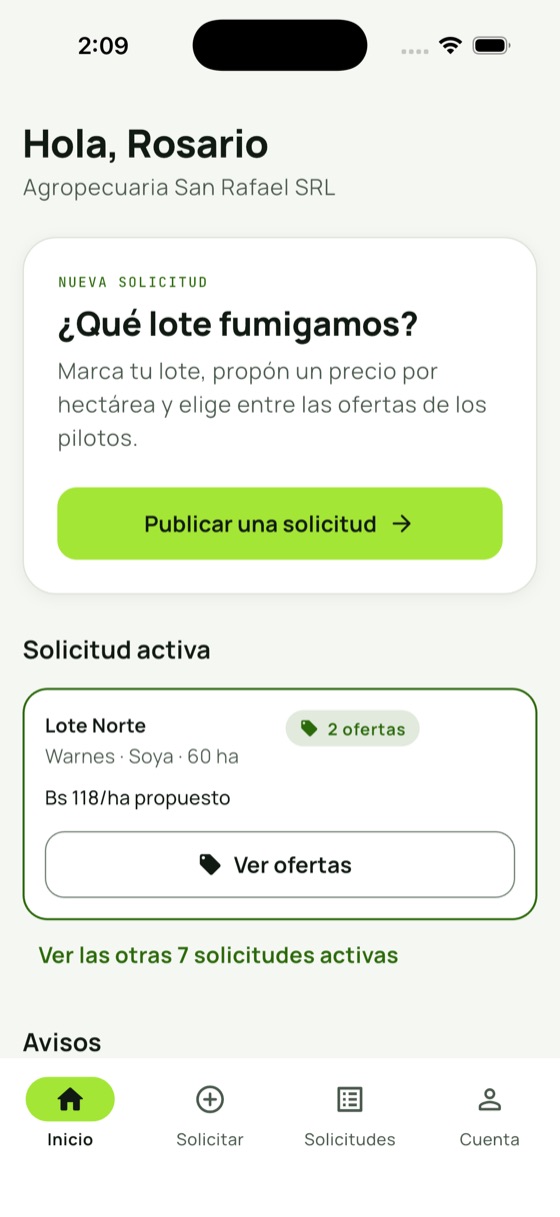 2:09
Hola, Rosario
Agropecuaria San Rafael SRL
NUEVA SOLICITUD
¿Qué lote fumigamos?
Marca tu lote, propón un precio por
hectárea y elige entre las ofertas de los
pilotos.
Publicar una solicitud →
Solicitud activa
Lote Norte
2 ofertas
Warnes · Soya · 60 ha
Bs 118/ha propuesto
Ver ofertas
Ver las otras 7 solicitudes activas
Avisos
Inicio
Solicitar
Solicitudes
Cuenta